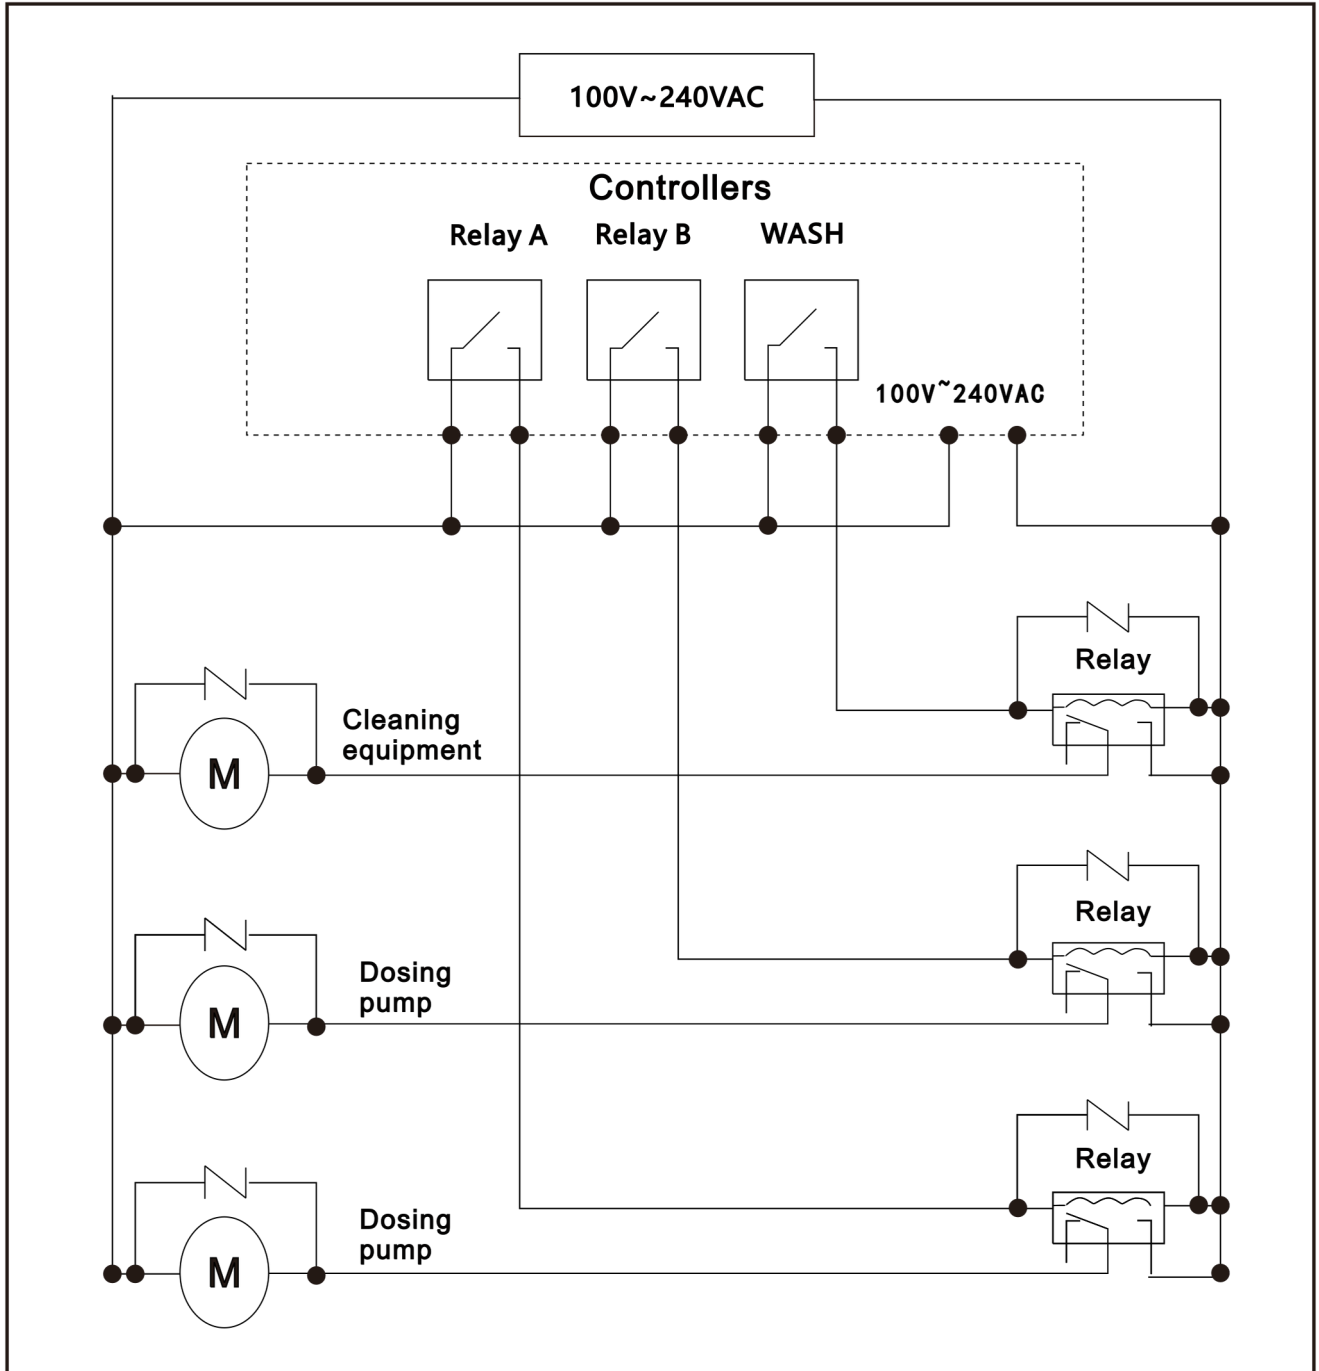 100V~240VAC
Controllers
Relay A
Relay B
WASH
100V~240VAC
Relay
Cleaning
equipment
M
Relay
Dosing
pump
M
Relay
Dosing
pump
M